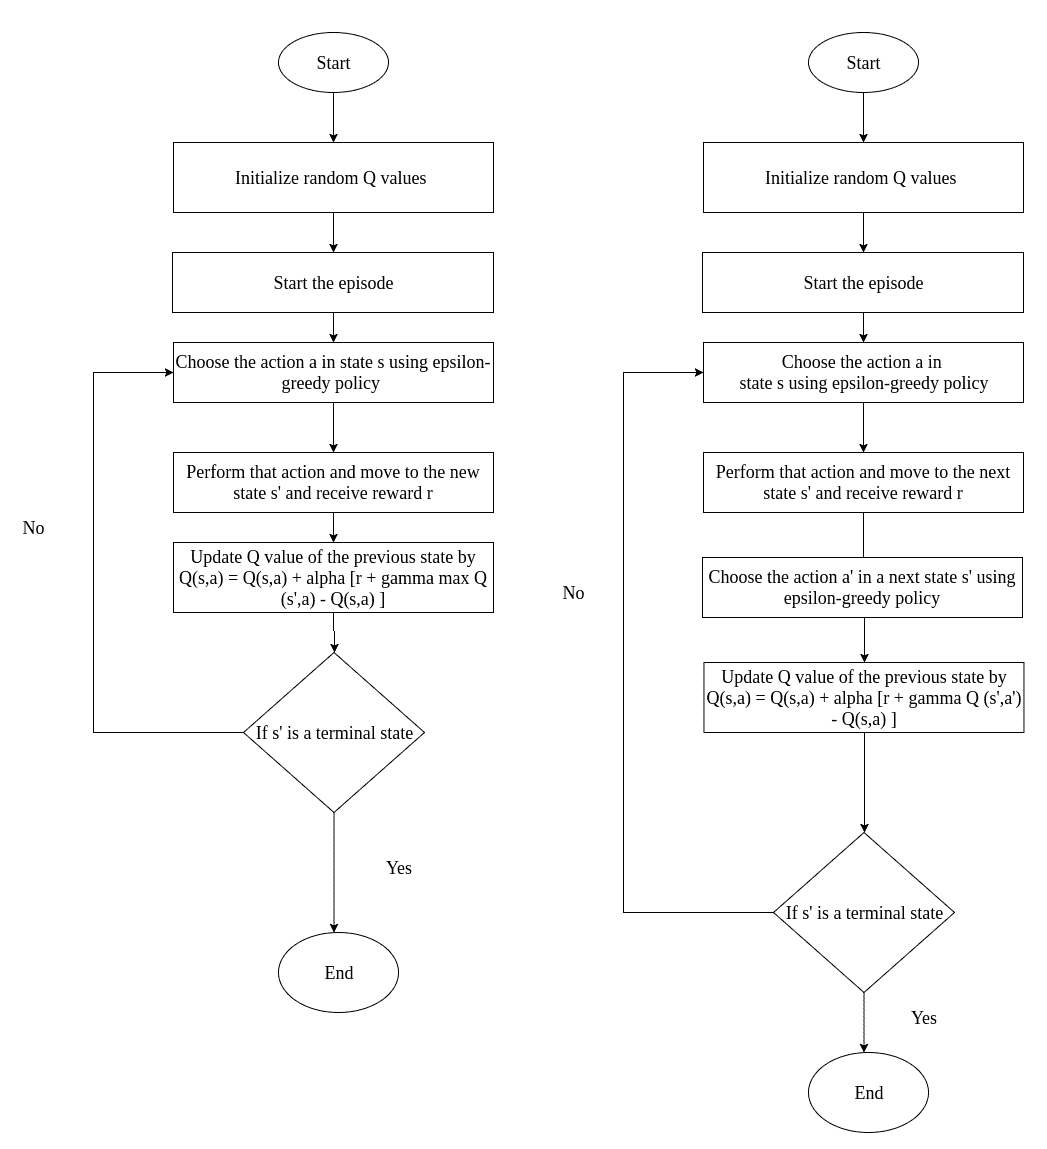 Start
Initialize random Q values
Start the episode
Choose the action a in state s using epsilon-
greedy policy
Perform that action and move to the new
state s' and receive reward r
No
Update Q value of the previous state by
Q(s,a) = Q(s,a) + alpha [r + gamma max Q
(s',a) - Q(s,a) ]
If s' is a terminal state
Yes
End
Start
Initialize random Q values
Start the episode
Choose the action a in
state s using epsilon-greedy policy
Perform that action and move to the next
state s' and receive reward r
Choose the action a' in a next state s' using
epsilon-greedy policy
No
Update Q value of the previous state by
Q(s,a) = Q(s,a) + alpha [r + gamma Q (s',a')
- Q(s,a) ]
If s' is a terminal state
Yes
End